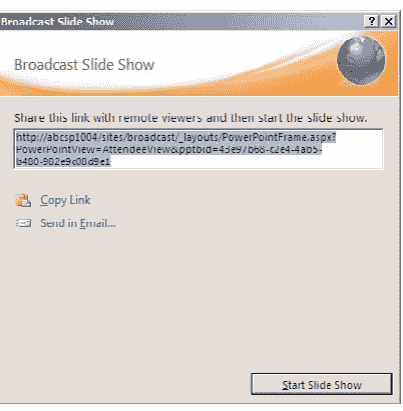 Broadcast Slide Show
Broadcast Slide Show
Share this link with remote viewers and then start the slide show.
http://abcsp1004/sites/broadcast/_layouts/PowerPointFrame.aspx?
PowerPointView=AttendeeView&pptbid=43e97b68-c2e4-4ab5-
b480-982e9c08d9e1
Copy Link
Send in Email...
Start Slide Show